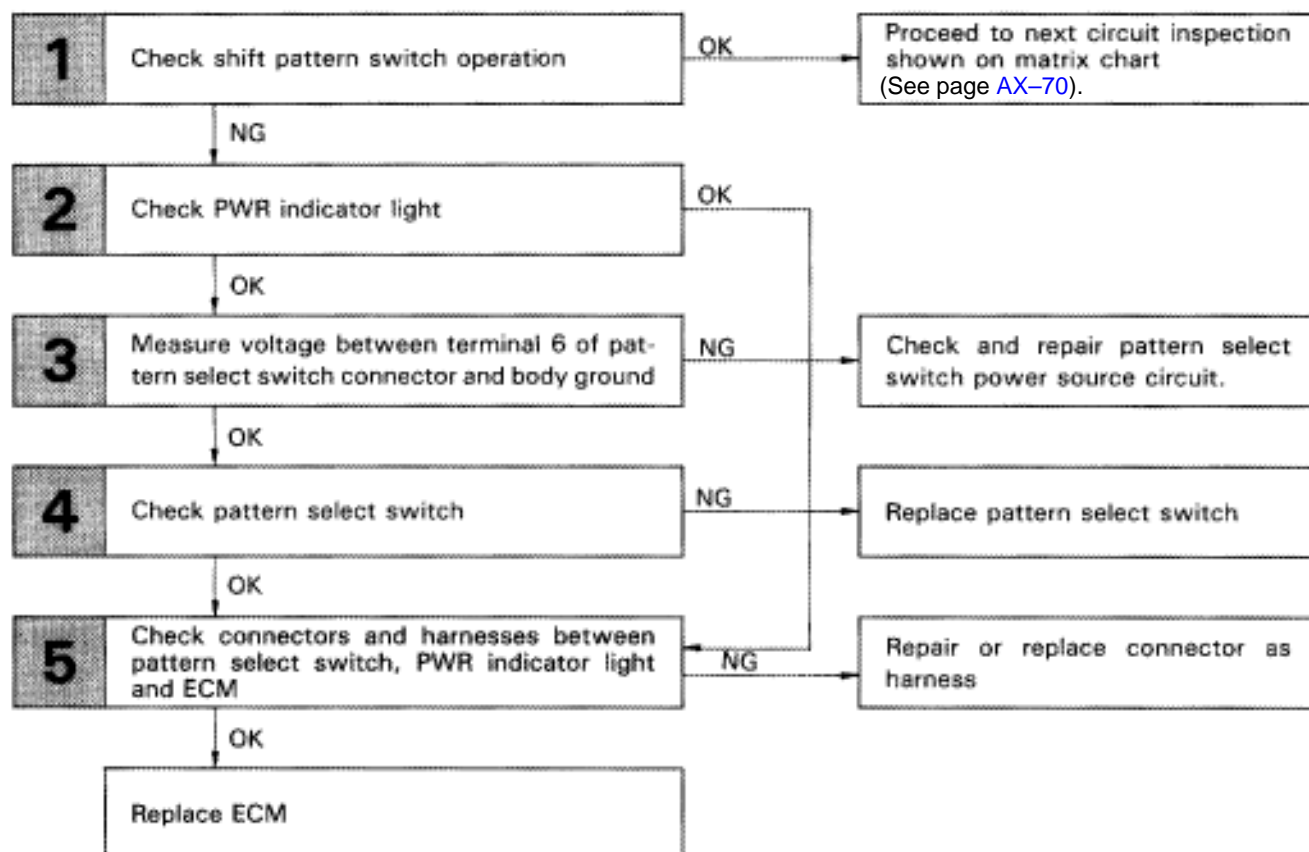 1
Check shift pattern switch operation
OK
Proceed to next circuit inspection
shown on matrix chart
(See page AX–70).
NG
2
Check PWR indicator light
OK
OK
3
Measure voltage between terminal 6 of pat-
tern select switch connector and body ground
NG
Check and repair pattern select
switch power source circuit.
OK
4
Check pattern select switch
NG
Replace pattern select switch
OK
5
Check connectors and harnesses between
pattern select switch, PWR indicator light
and ECM
NG
Repair or replace connector as
harness
OK
Replace ECM